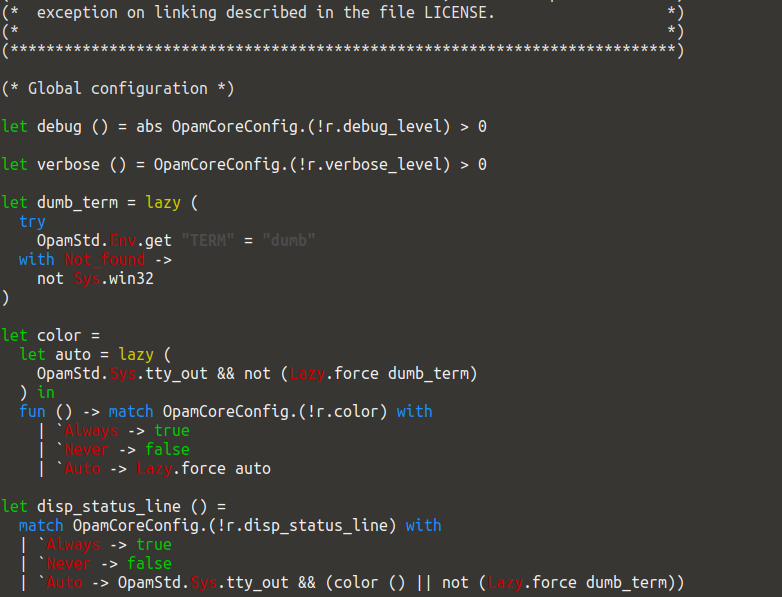 (*  exception on linking described in the file LICENSE.                   *)
(*                                                                        *)
(**************************************************************************)

(* Global configuration *)

let debug () = abs OpamCoreConfig.(!r.debug_level) > 0

let verbose () = OpamCoreConfig.(!r.verbose_level) > 0

let dumb_term = lazy (
  try
    OpamStd.Env.get "TERM" = "dumb"
  with Not_found ->
    not Sys.win32
)

let color =
  let auto = lazy (
    OpamStd.Sys.tty_out && not (Lazy.force dumb_term)
  ) in
  fun () -> match OpamCoreConfig.(!r.color) with
    | `Always -> true
    | `Never -> false
    | `Auto -> Lazy.force auto

let disp_status_line () =
  match OpamCoreConfig.(!r.disp_status_line) with
  | `Always -> true
  | `Never -> false
  | `Auto -> OpamStd.Sys.tty_out && (color () || not (Lazy.force dumb_term))